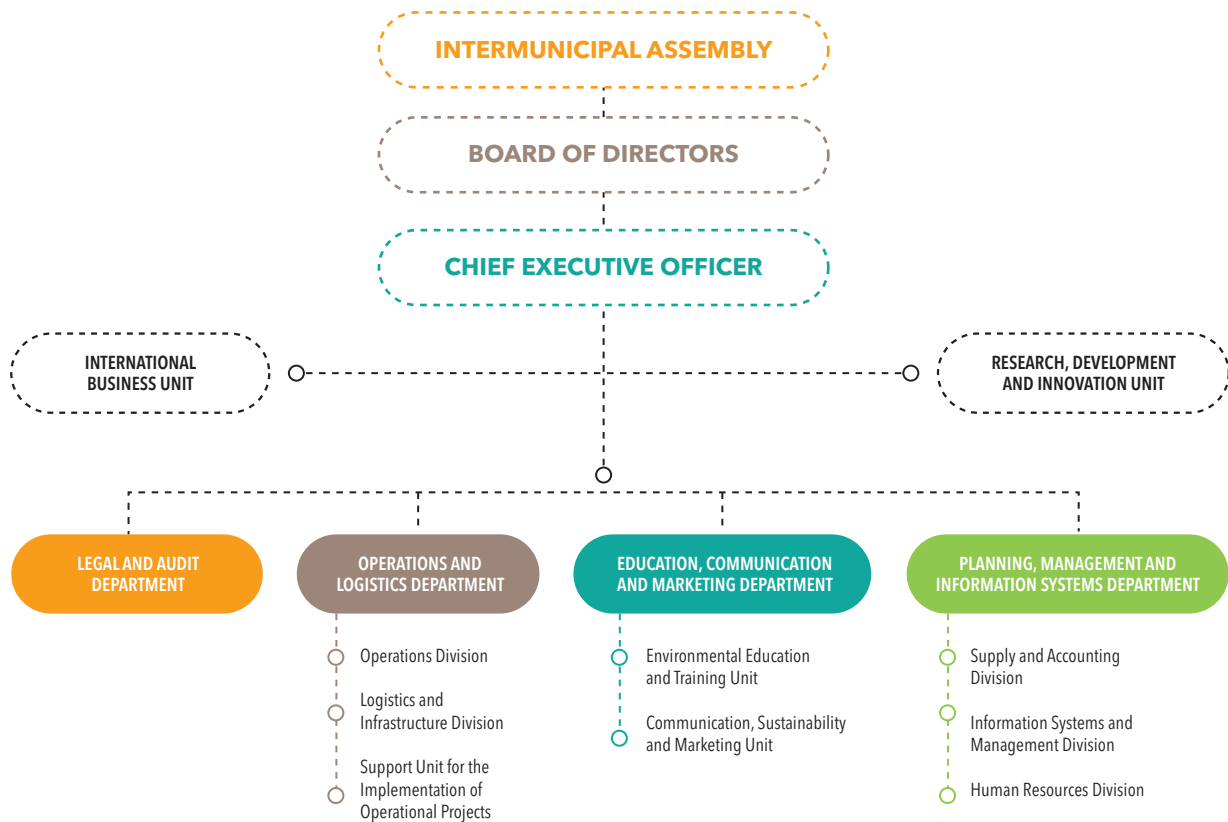 INTERMUNICIPAL ASSEMBLY
BOARD OF DIRECTORS
CHIEF EXECUTIVE OFFICER
INTERNATIONAL
BUSINESS UNIT
RESEARCH, DEVELOPMENT
AND INNOVATION UNIT
LEGAL AND AUDIT
DEPARTMENT
OPERATIONS AND
LOGISTICS DEPARTMENT
EDUCATION, COMMUNICATION
AND MARKETING DEPARTMENT
PLANNING, MANAGEMENT AND
INFORMATION SYSTEMS DEPARTMENT
Operations Division
Logistics and
Infrastructure Division
Support Unit for the
Implementation of
Operational Projects
Environmental Education
and Training Unit
Communication, Sustainability
and Marketing Unit
Supply and Accounting
Division
Information Systems and
Management Division
Human Resources Division